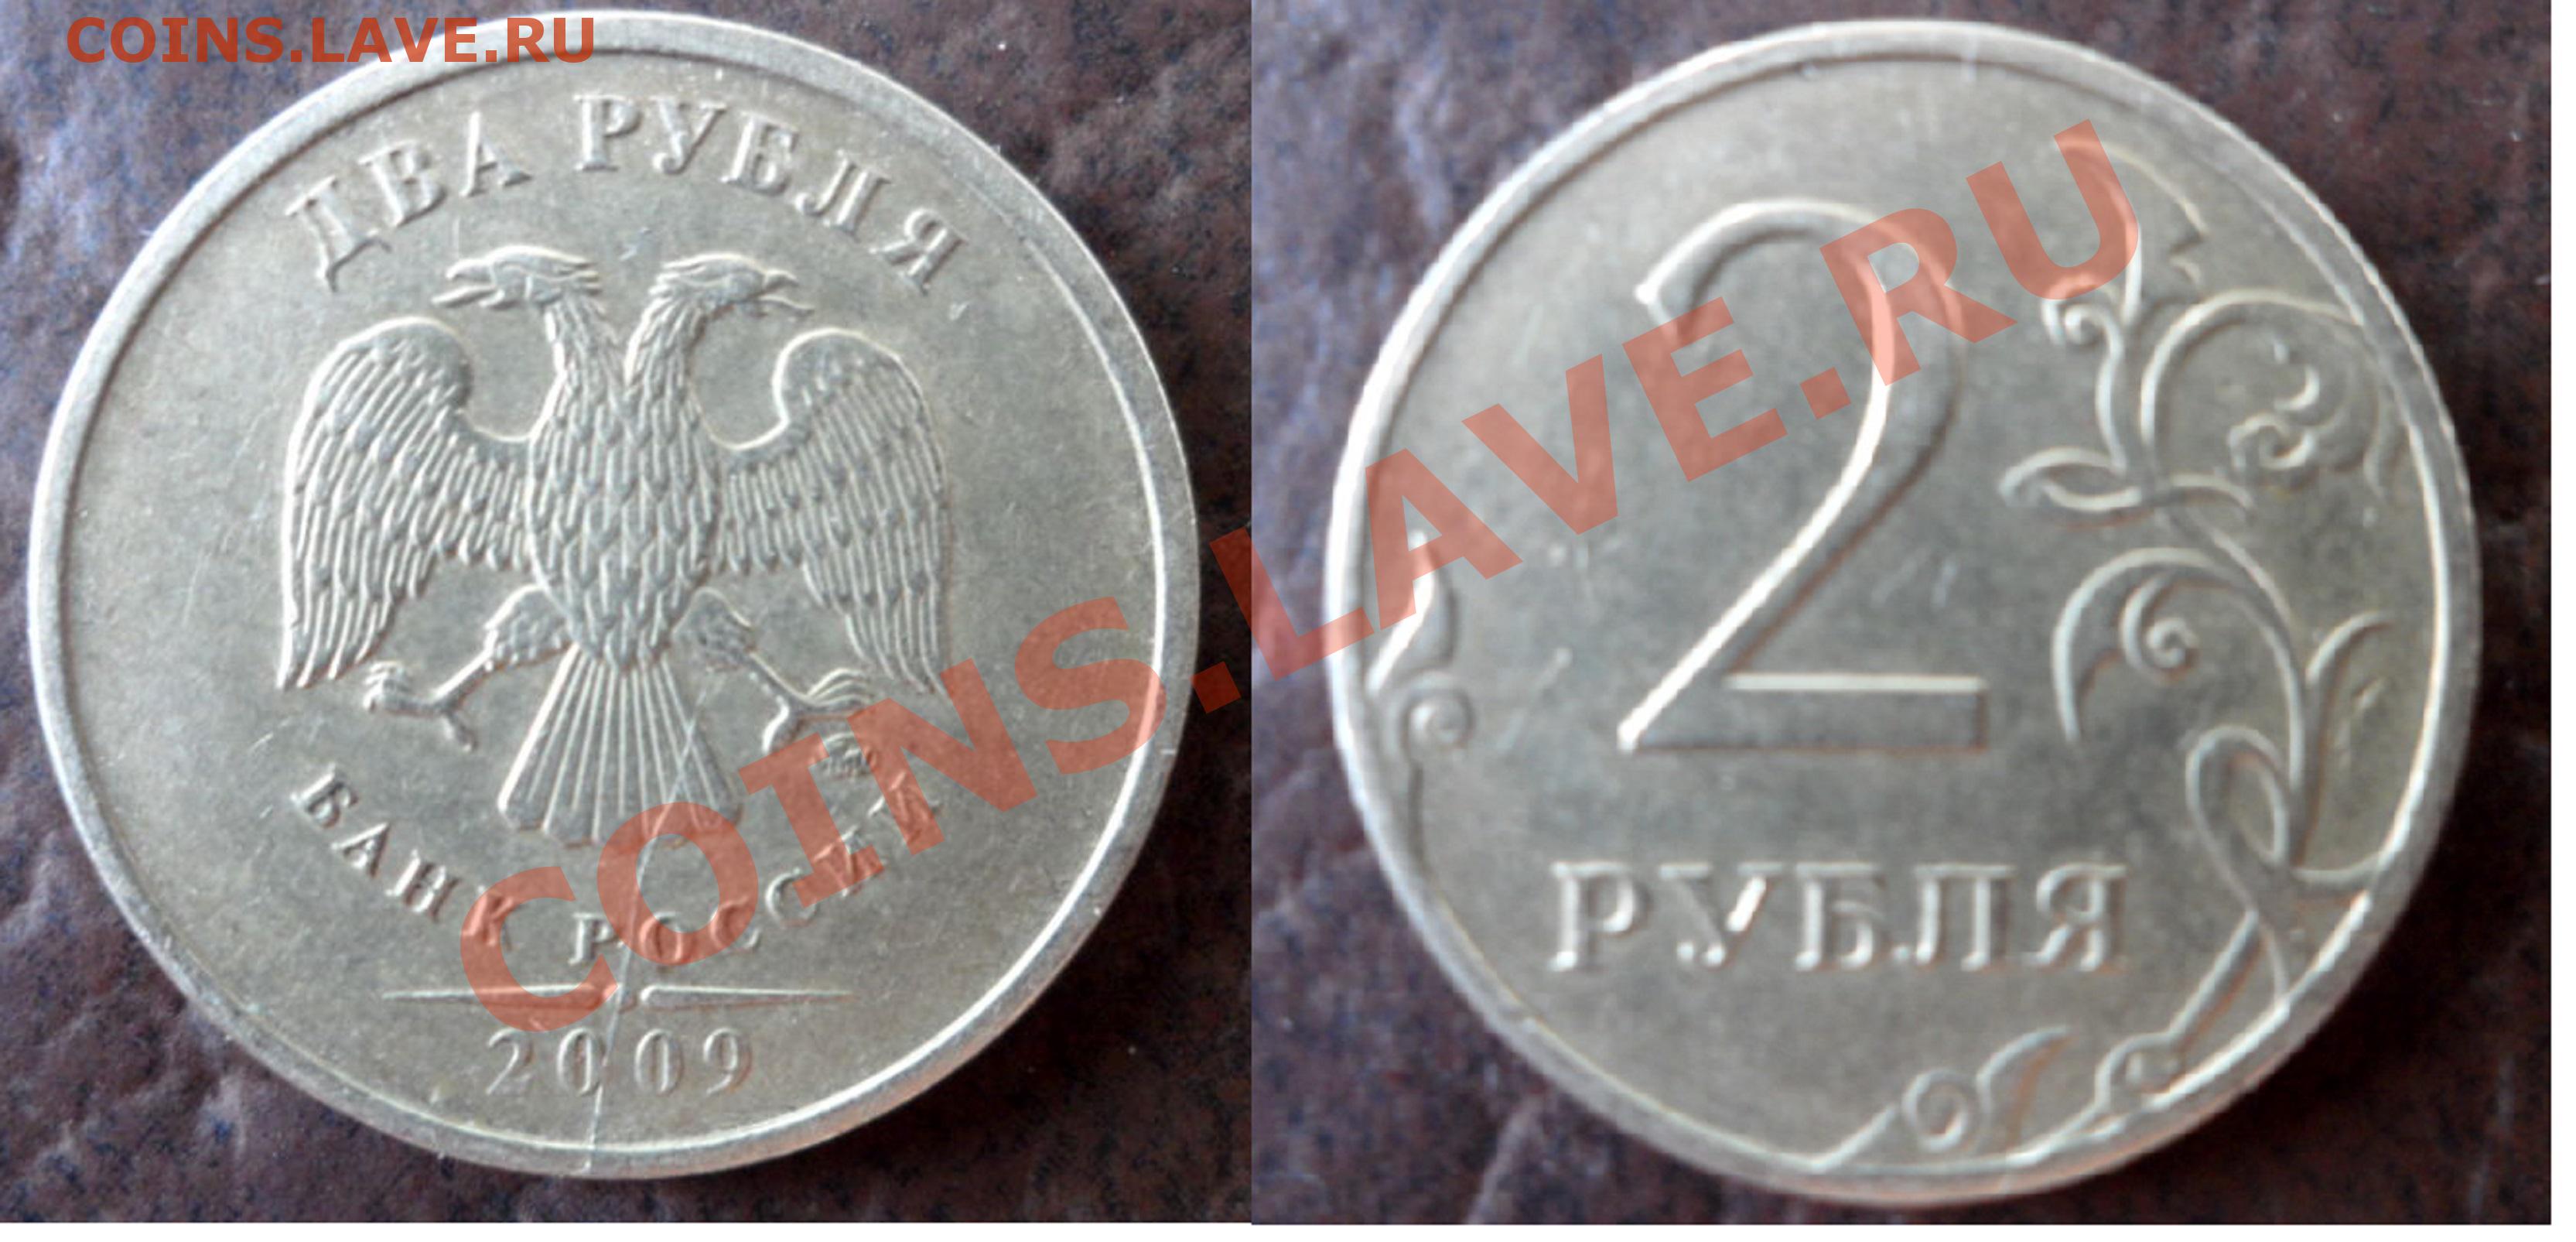 COINS.LAVE.RU
ДВА РУБЛЯ
БАНК РОССИИ
2009
2
РУБЛЯ
COINS.LAVE.RU